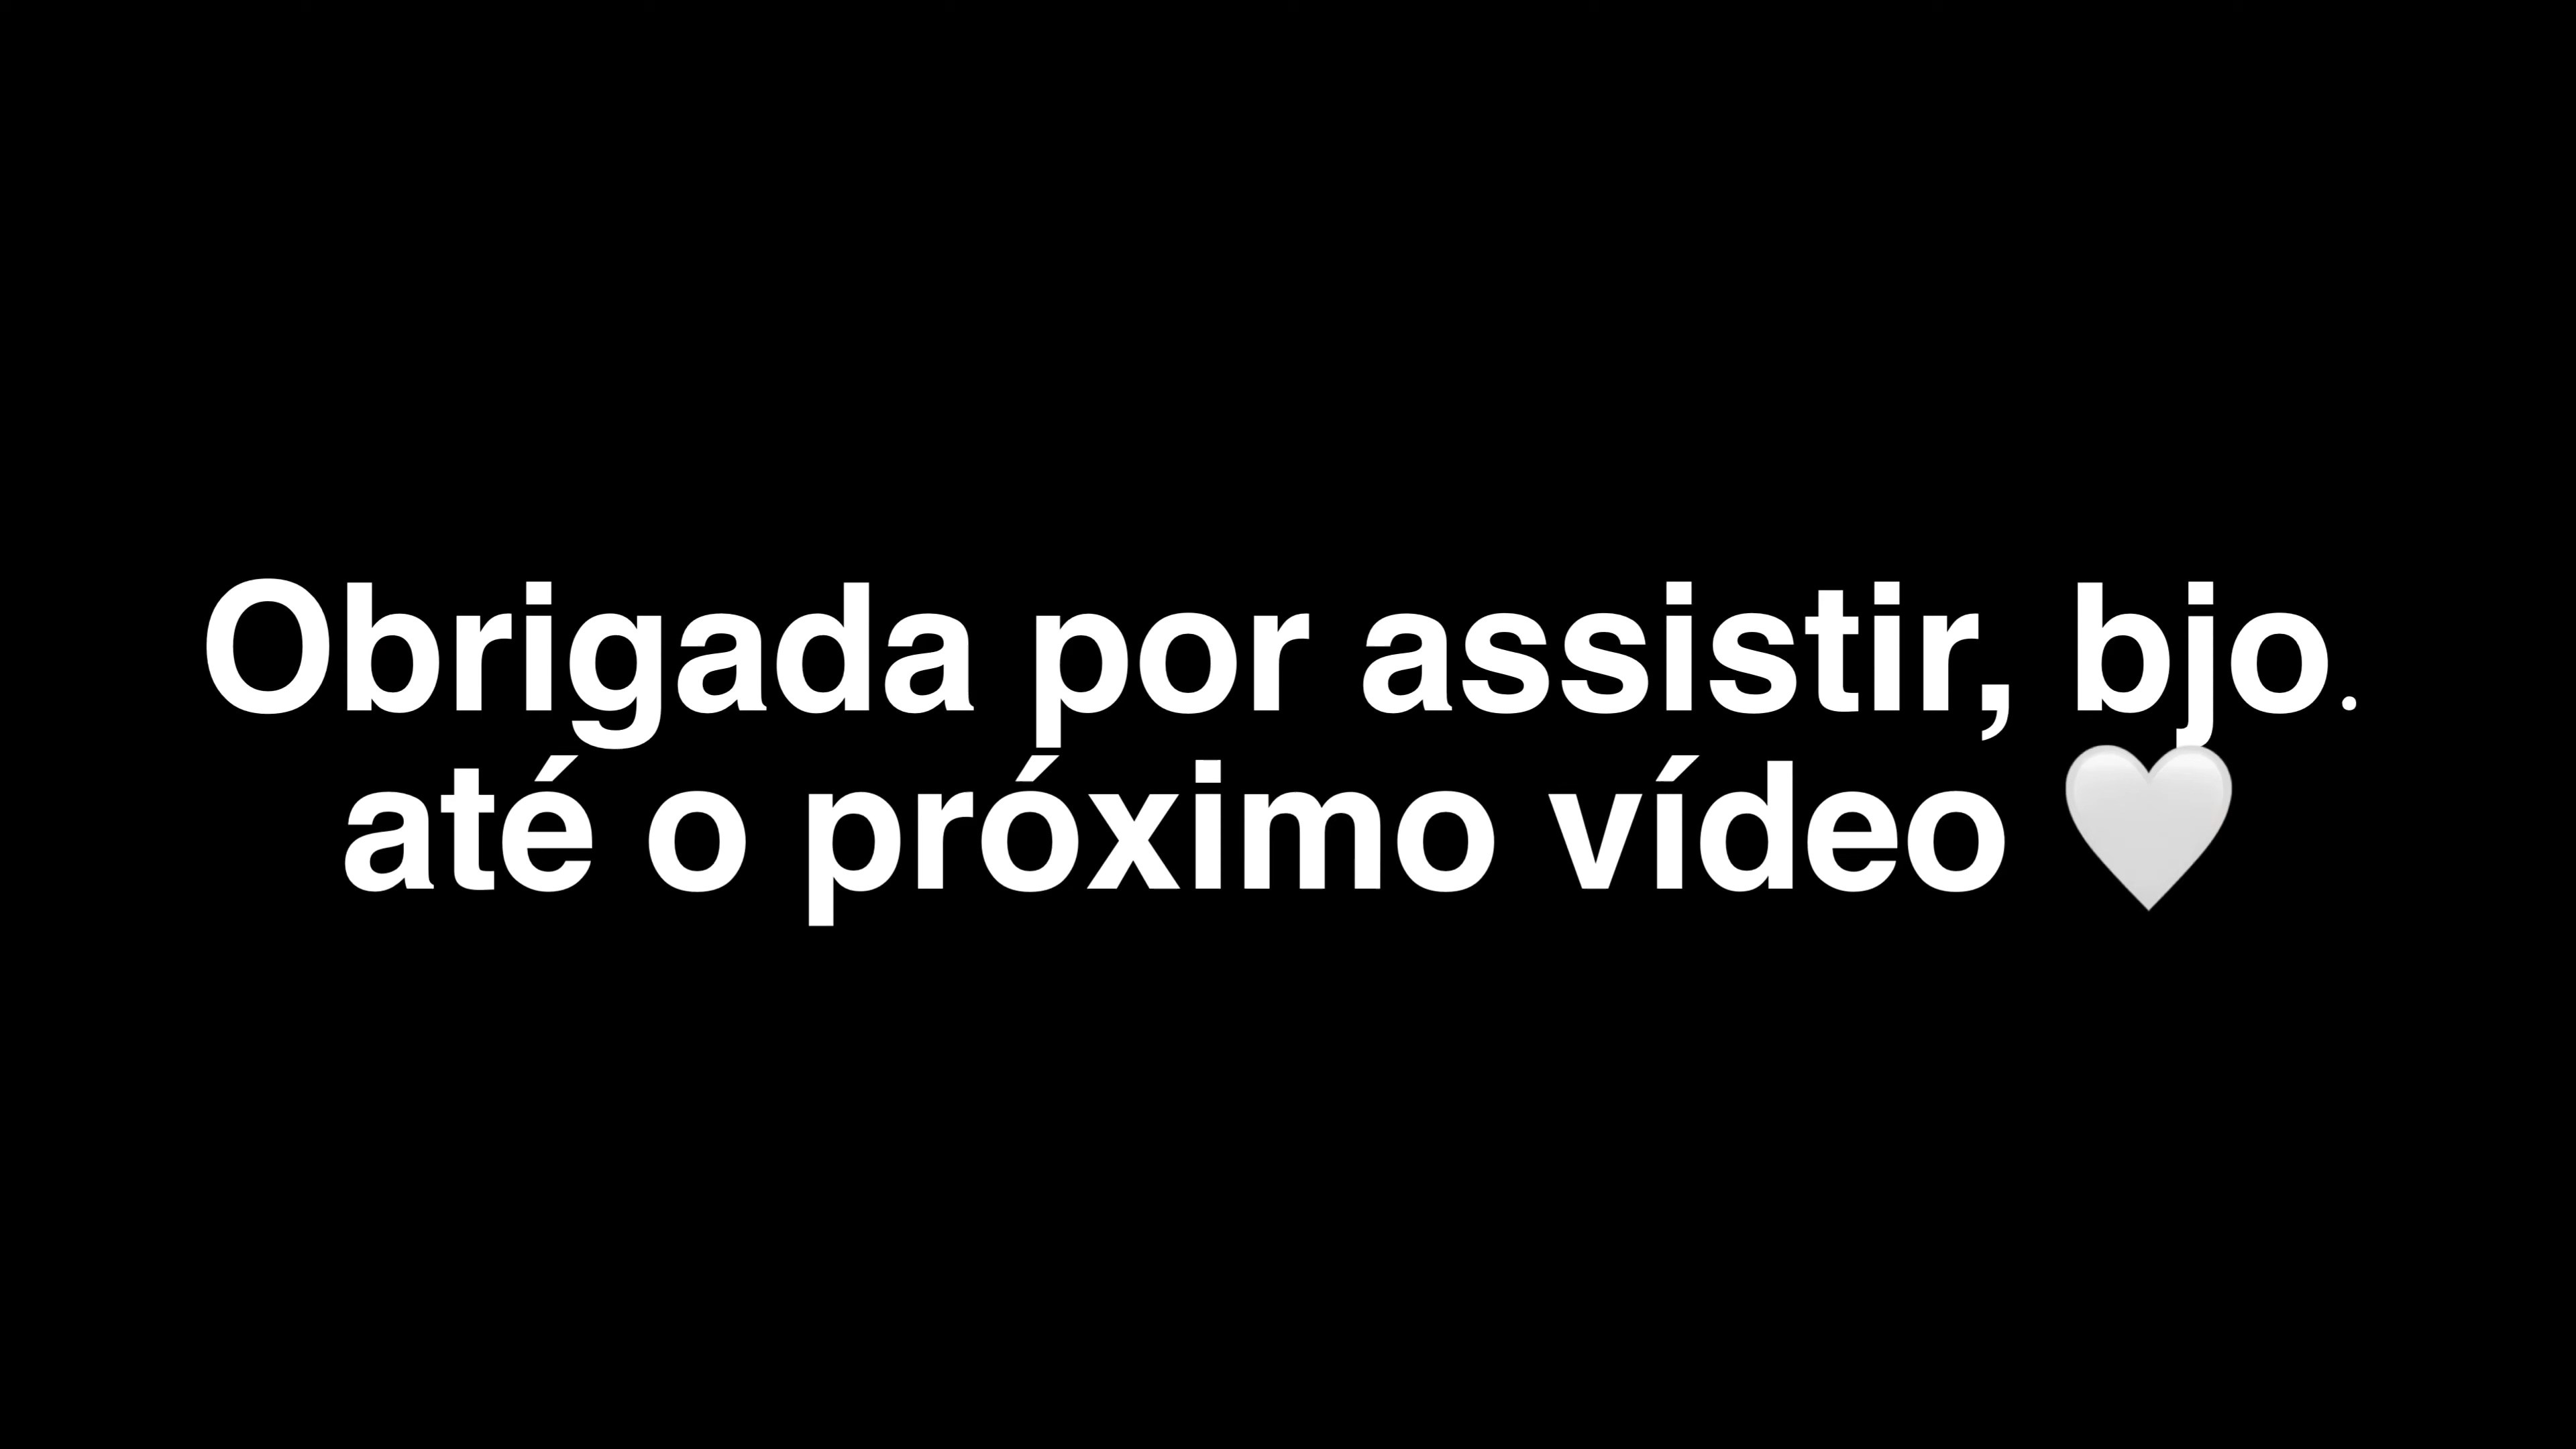 Obrigada por assistir, bjo.
até o próximo vídeo 🤍